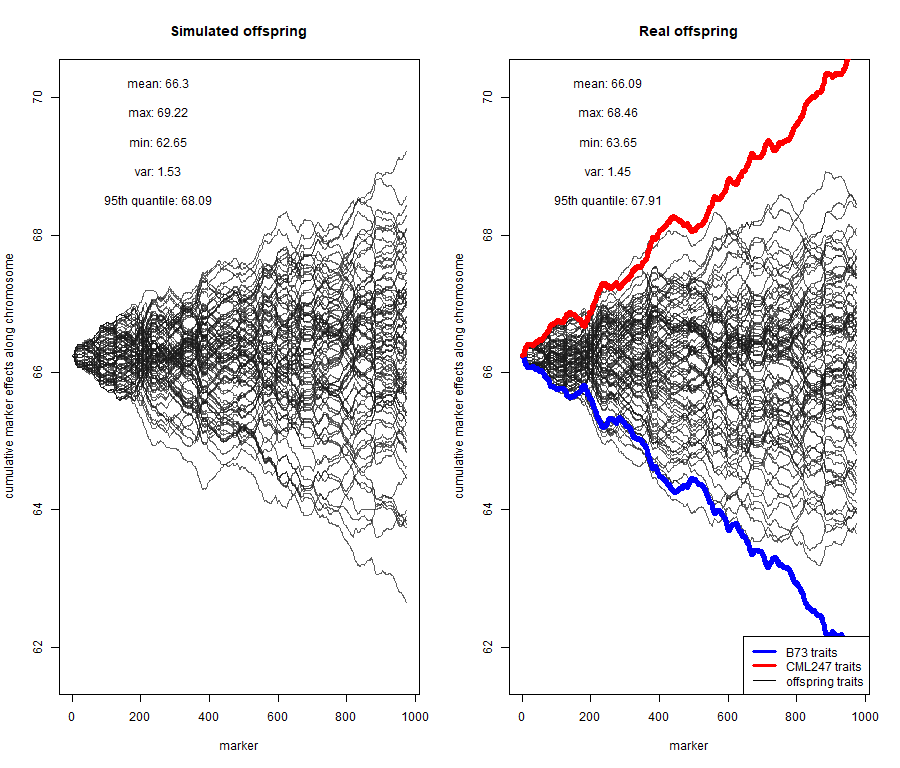 Simulated offspring
mean: 66.3
max: 69.22
min: 62.65
var: 1.53
95th quantile: 68.09
cumulative marker effects along chromosome
70
68
66
64
62
0 200 400 600 800 1000
marker
Real offspring
mean: 66.09
max: 68.46
min: 63.65
var: 1.45
95th quantile: 67.91
cumulative marker effects along chromosome
70
68
66
64
62
B73 traits
CML247 traits
offspring traits
0 200 400 600 800 1000
marker